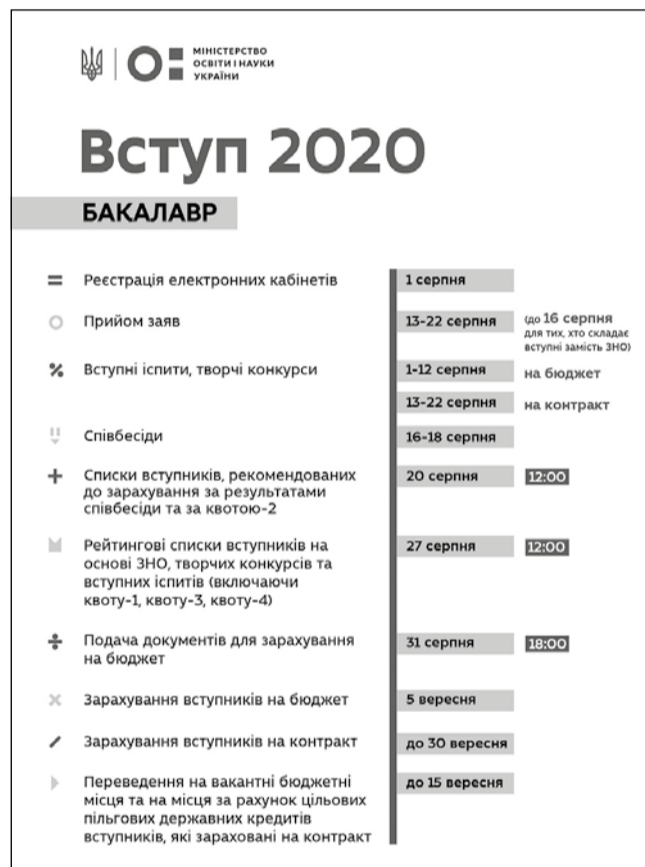 МІНІСТЕРСТВО
ОСВІТИ І НАУКИ
УКРАЇНИ
Вступ 2020
БАКАЛАВР
Реєстрація електронних кабінетів
1 серпня
Прийом заяв
13-22 серпня
(до 16 серпня
для тих, хто складає
вступні замість ЗНО)
Вступні іспити, творчі конкурси
1-12 серпня
на бюджет
13-22 серпня
на контракт
Співбесіди
16-18 серпня
Списки вступників, рекомендованих
до зарахування за результатами
співбесіди та за квотою-2
20 серпня
12:00
Рейтингові списки вступників на
основі ЗНО, творчих конкурсів та
вступних іспитів (включаючи
квоту-1, квоту-3, квоту-4)
27 серпня
12:00
Подача документів для зарахування
на бюджет
31 серпня
18:00
Зарахування вступників на бюджет
5 вересня
Зарахування вступників на контракт
до 30 вересня
Переведення на вакантні бюджетні
місця та на місця за рахунок цільових
пільгових державних кредитів
вступників, які зараховані на контракт
до 15 вересня